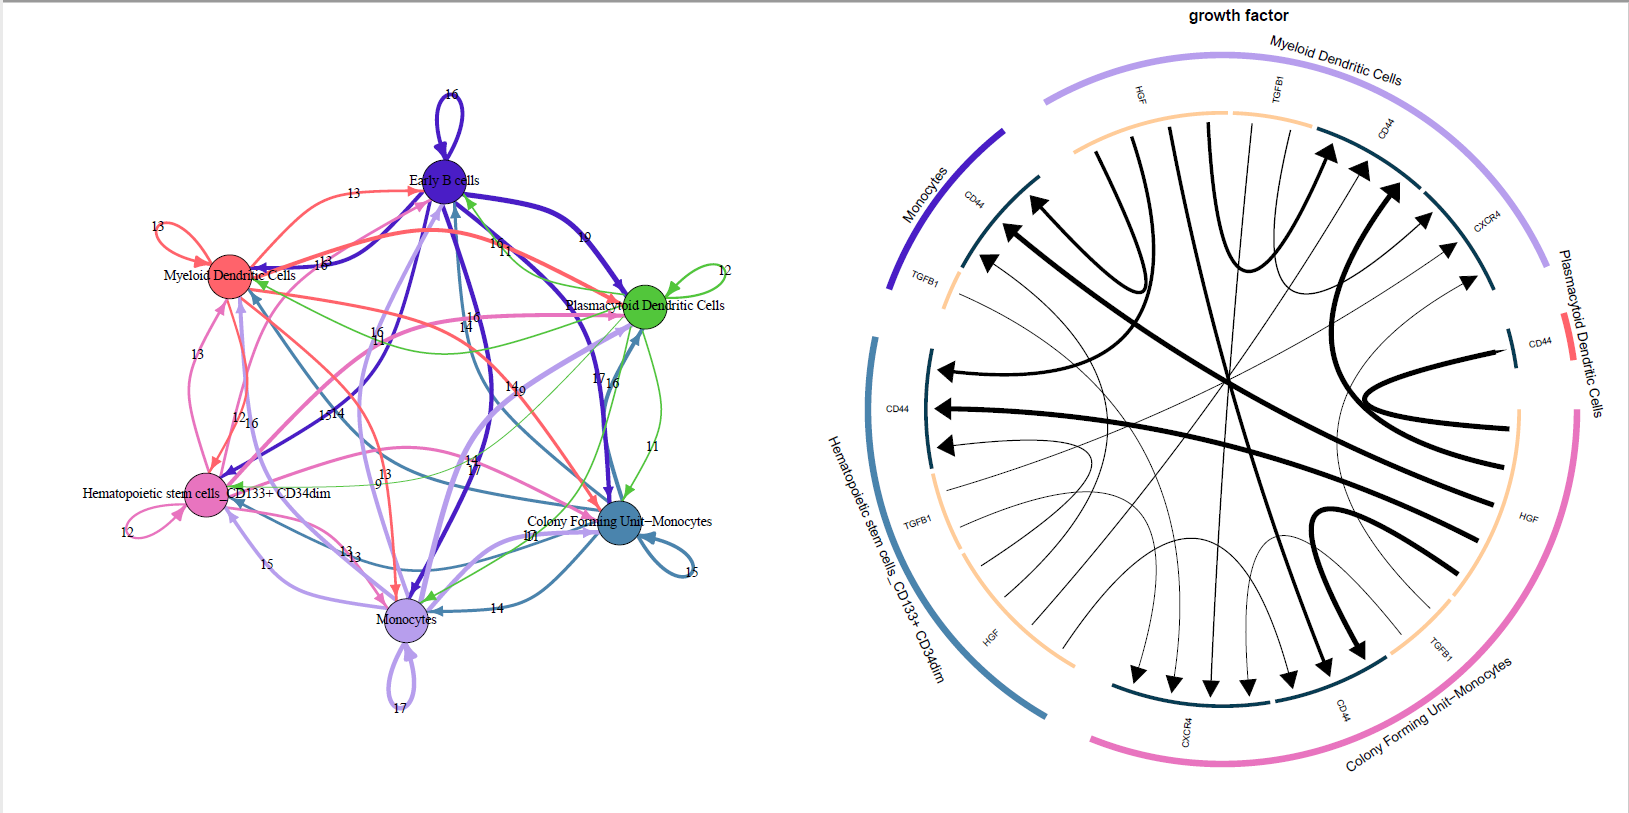 growth factor
Myeloid Dendritic Cells
HGF
TGFB1
CD44
CXCR4
Plasmacytoid Dendritic Cells
CD44
HGF
TGFB1
Colony Forming Unit−Monocytes
CD44
CXCR4
HGF
TGFB1
CD44
Hematopoietic stem cells_CD133+ CD34dim
TGFB1
CD44
Monocytes
16
Early B cells
13
13
19
16
11
16
13
Myeloid Dendritic Cells
12
Plasmacytoid Dendritic Cells
16
14
16
11
13
17
16
14
19
12
16
15
14
11
14
17
13
9
Hematopoietic stem cells_CD133+ CD34dim
12
Colony Forming Unit−Monocytes
13
13
15
15
14
Monocytes
17